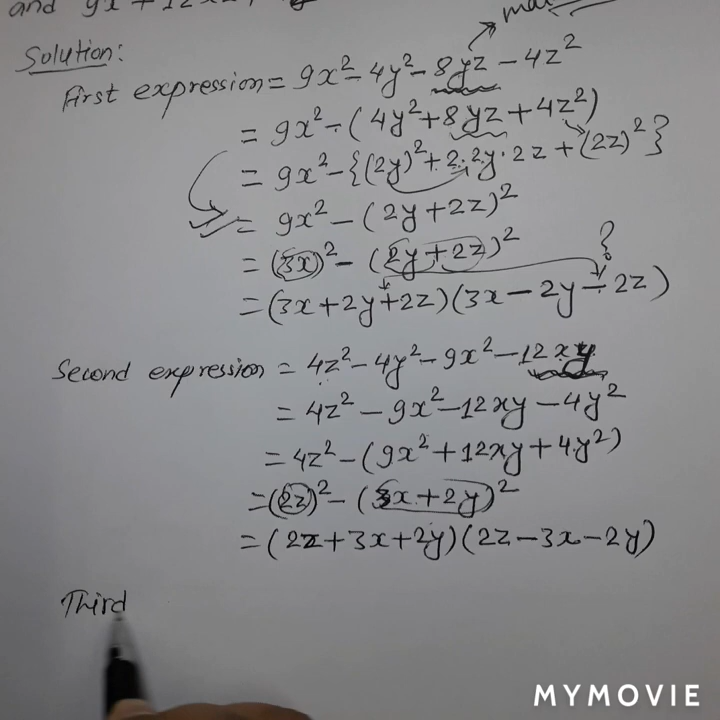 and 9x² + 12xz
Solution:
First expression = 9x² - 4y² - 8yz - 4z²
= 9x² - (4y² + 8yz + 4z²)
= 9x² - {(2y)² + 2.2y.2z + (2z)²}
= 9x² - (2y + 2z)²
= (3x)² - (2y + 2z)²
?
= (3x + 2y + 2z)(3x - 2y - 2z)
Second expression = 4z² - 4y² - 9x² - 12xy
= 4z² - 9x² - 12xy - 4y²
= 4z² - (9x² + 12xy + 4y²)
= (2z)² - (3x + 2y)²
= (2z + 3x + 2y)(2z - 3x - 2y)
Third
MYMOVIE